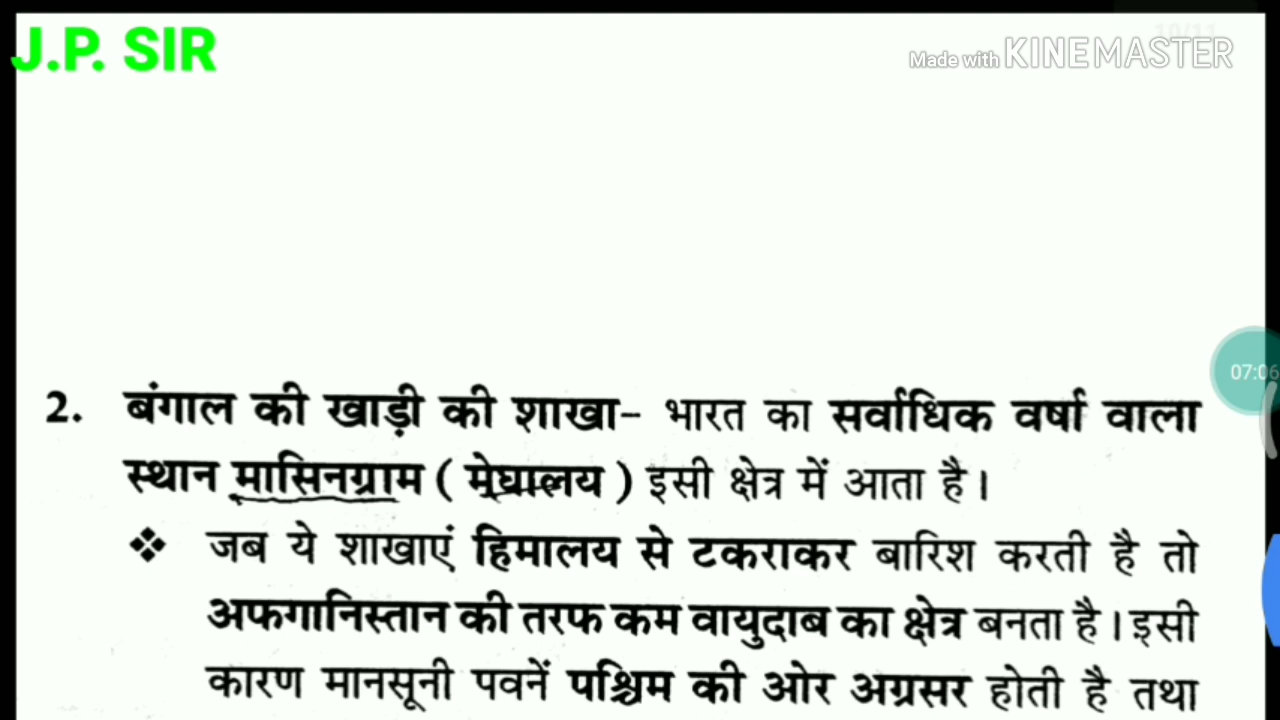 J.P. SIR
Made with KINEMASTER
2. बंगाल की खाड़ी की शाखा– भारत का सर्वाधिक वर्षा वाला
07:06
स्थान मासिनग्राम ( मेघालय ) इसी क्षेत्र में आता है।
❖ जब ये शाखाएं हिमालय से टकराकर बारिश करती है तो
अफगानिस्तान की तरफ कम वायुदाब का क्षेत्र बनता है। इसी
कारण मानसूनी पवनें पश्चिम की ओर अग्रसर होती है तथा